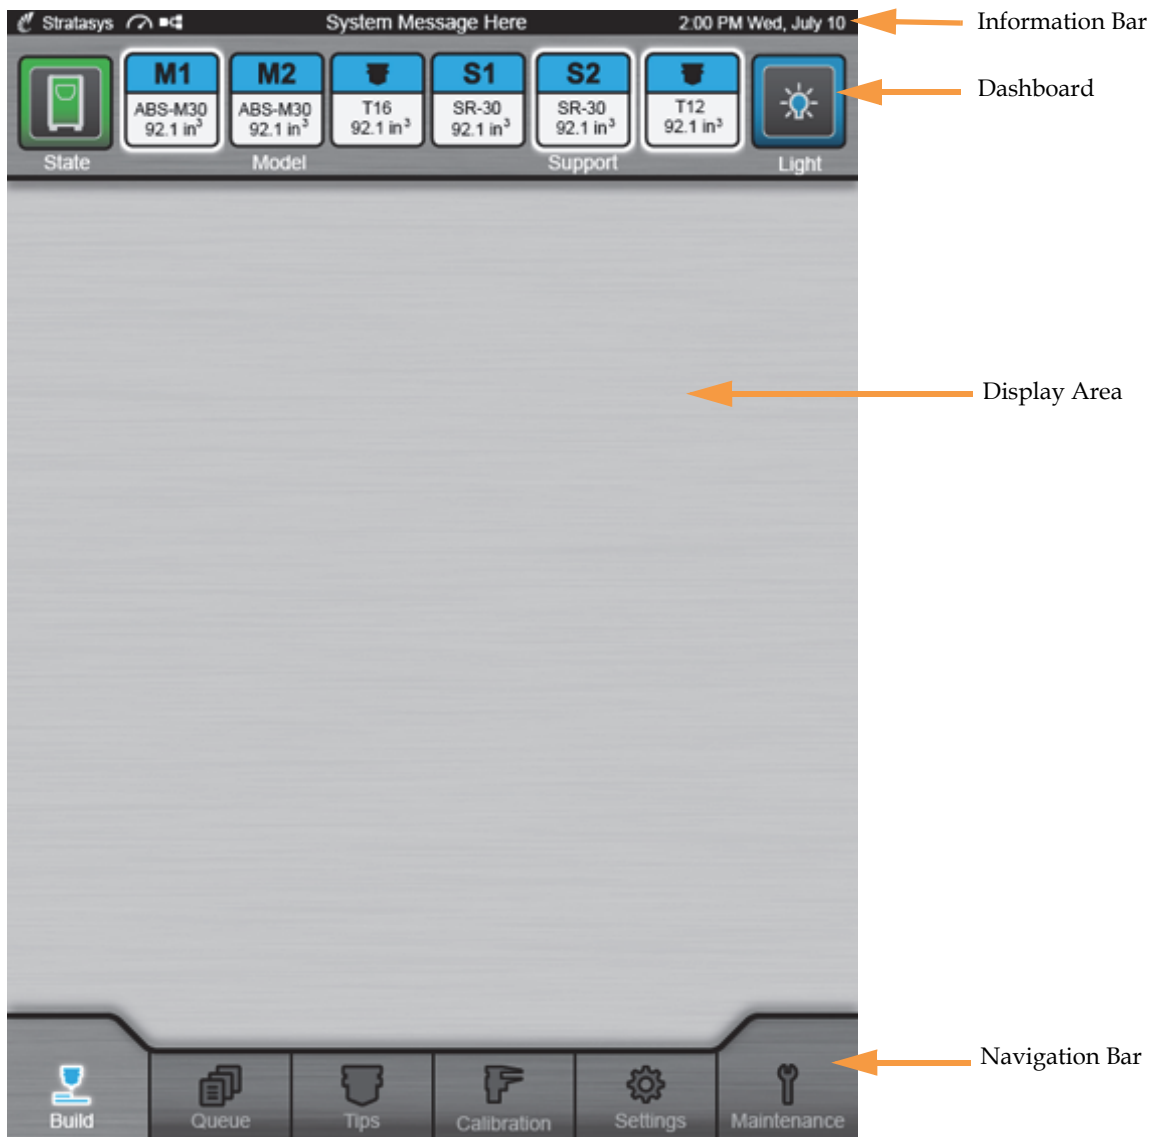 Stratasys System Message Here 2:00 PM Wed, July 10
Information Bar
M1 M2 S1 S2
ABS-M30 ABS-M30 T16 SR-30 SR-30 T12
92.1 in³ 92.1 in³ 92.1 in³ 92.1 in³ 92.1 in³ 92.1 in³
State Model Support Light
Dashboard
Display Area
Navigation Bar
Build Queue Tips Calibration Settings Maintenance